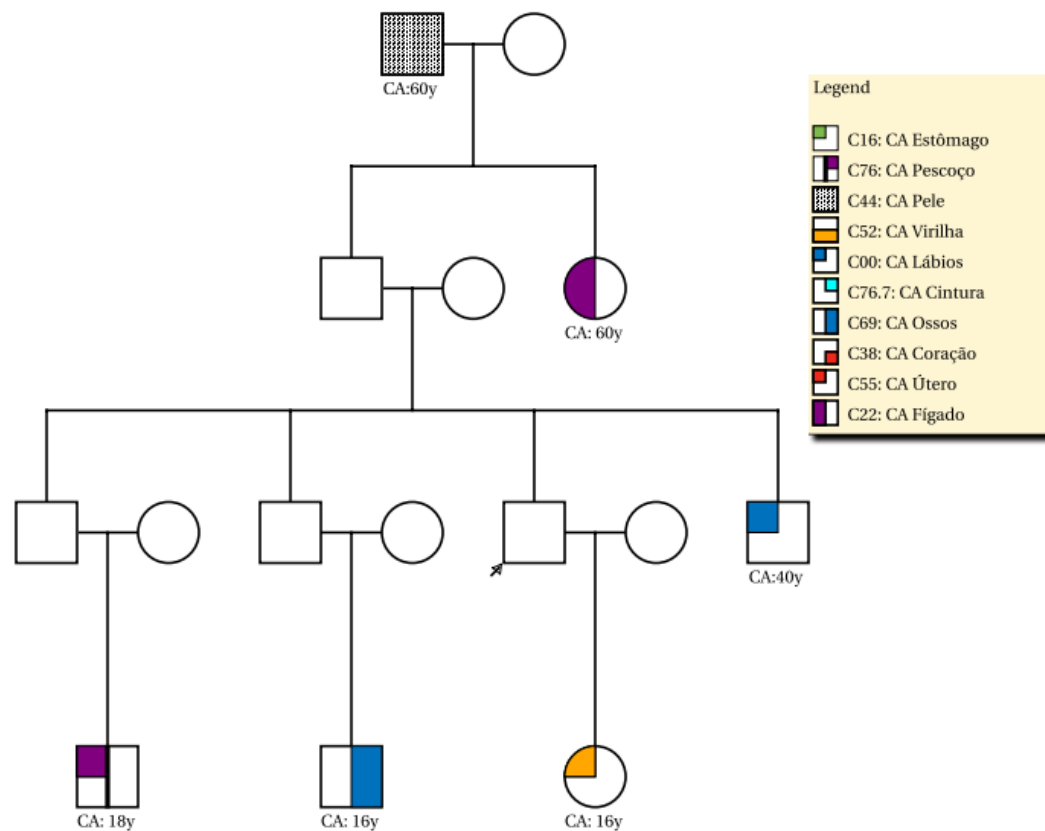 CA:60y
Legend
C16: CA Estômago
C76: CA Pescoço
C44: CA Pele
C52: CA Virilha
C00: CA Lábios
C76.7: CA Cintura
C69: CA Ossos
C38: CA Coração
C55: CA Útero
C22: CA Fígado
CA: 60y
CA:40y
CA: 18y
CA: 16y
CA: 16y